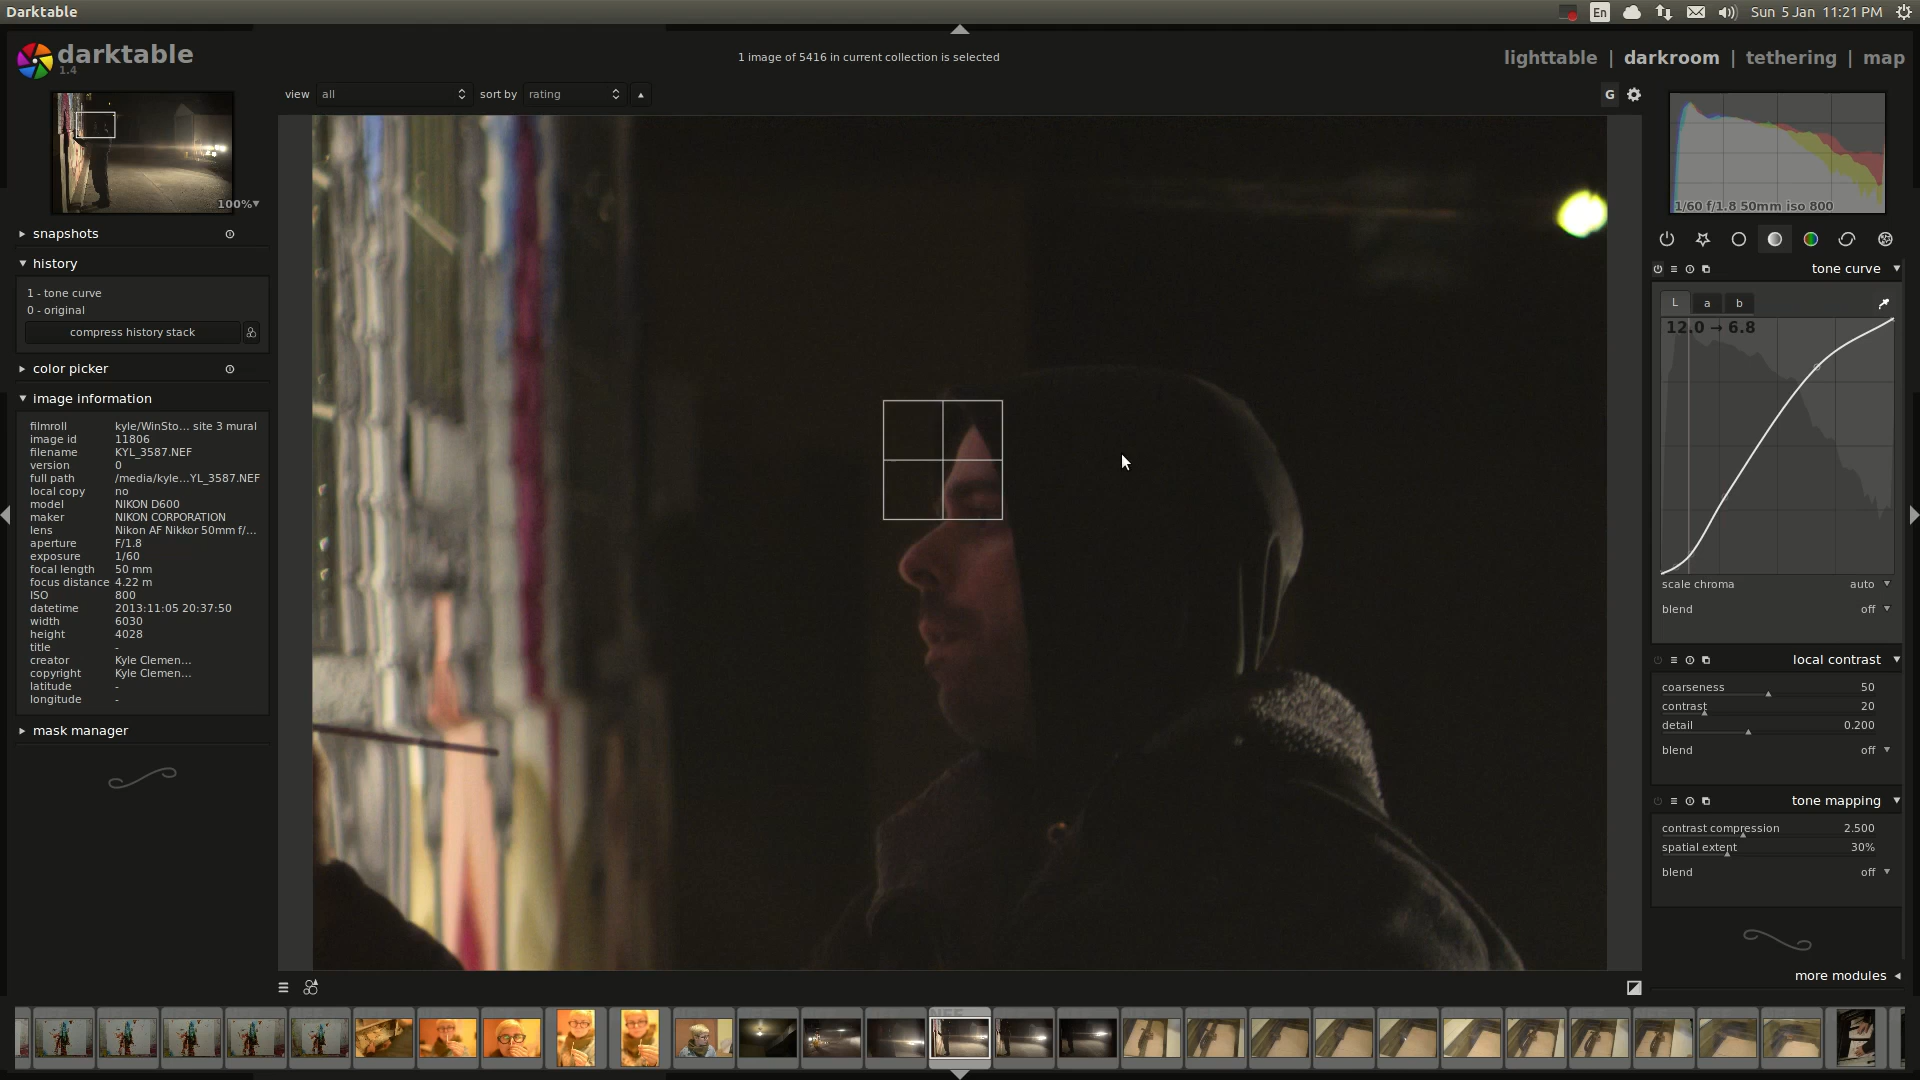 Darktable
En
Sun 5 Jan 11:21 PM
darktable
1.4
1 image of 5416 in current collection is selected
lighttable | darkroom | tethering | map
view all sort by rating
G
100%
1/60 f/1.8 50mm iso 800
snapshots
history
1 - tone curve
0 - original
compress history stack
color picker
image information
filmroll kyle/WinSto... site 3 mural
image id 11806
filename KYL_3587.NEF
version 0
full path /media/kyle...YL_3587.NEF
local copy no
model NIKON D600
maker NIKON CORPORATION
lens Nikon AF Nikkor 50mm f/...
aperture F/1.8
exposure 1/60
focal length 50 mm
focus distance 4.22 m
ISO 800
datetime 2013:11:05 20:37:50
width 6030
height 4028
title -
creator Kyle Clemen...
copyright Kyle Clemen...
latitude -
longitude -
mask manager
tone curve
L a b
12.0 → 6.8
scale chroma auto
blend off
local contrast
coarseness 50
contrast 20
detail 0.200
blend off
tone mapping
contrast compression 2.500
spatial extent 30%
blend off
more modules